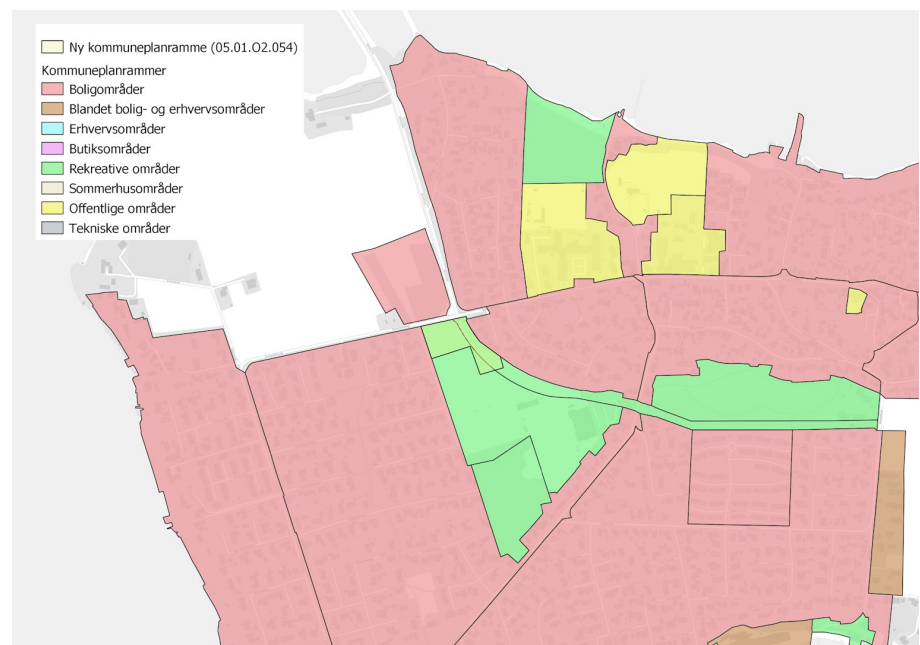 Ny kommuneplanramme (05.01.O2.054)
Kommuneplanrammer
Boligområder
Blandet bolig- og erhvervsområder
Erhvervsområder
Butiksområder
Rekreative områder
Sommerhusområder
Offentlige områder
Tekniske områder